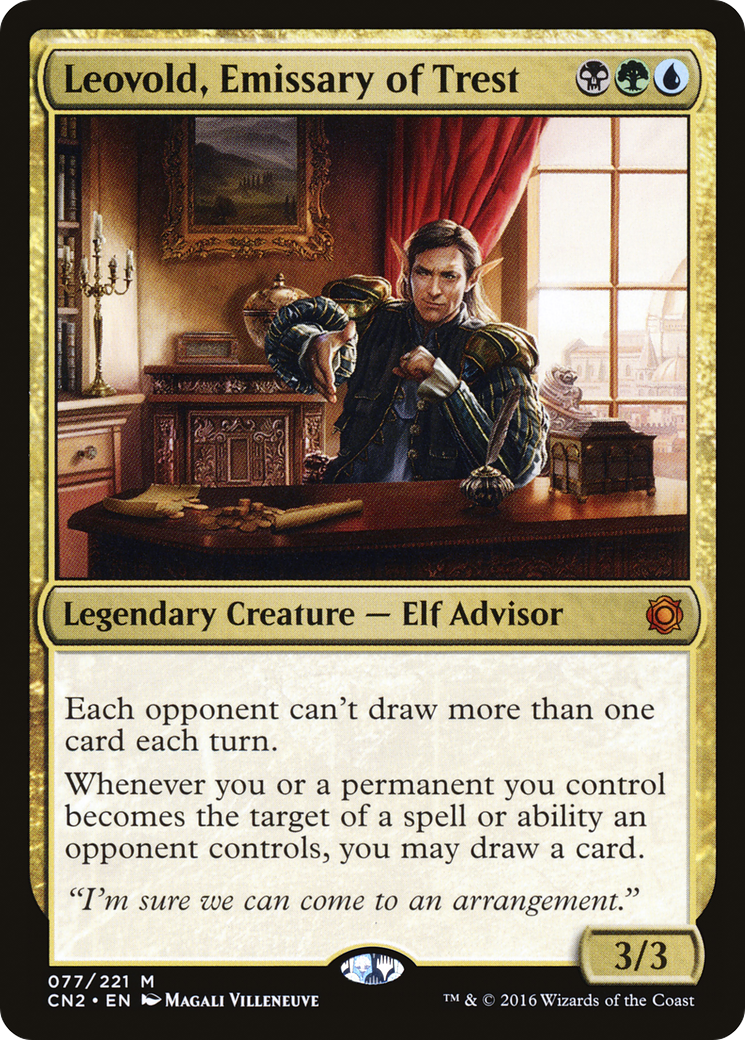 Leovold, Emissary of Trest
Legendary Creature — Elf Advisor
Each opponent can't draw more than one
card each turn.
Whenever you or a permanent you control
becomes the target of a spell or ability an
opponent controls, you may draw a card.
“I'm sure we can come to an arrangement.”
3/3
077/221 M
CN2 • EN Magali Villeneuve
™ & © 2016 Wizards of the Coast